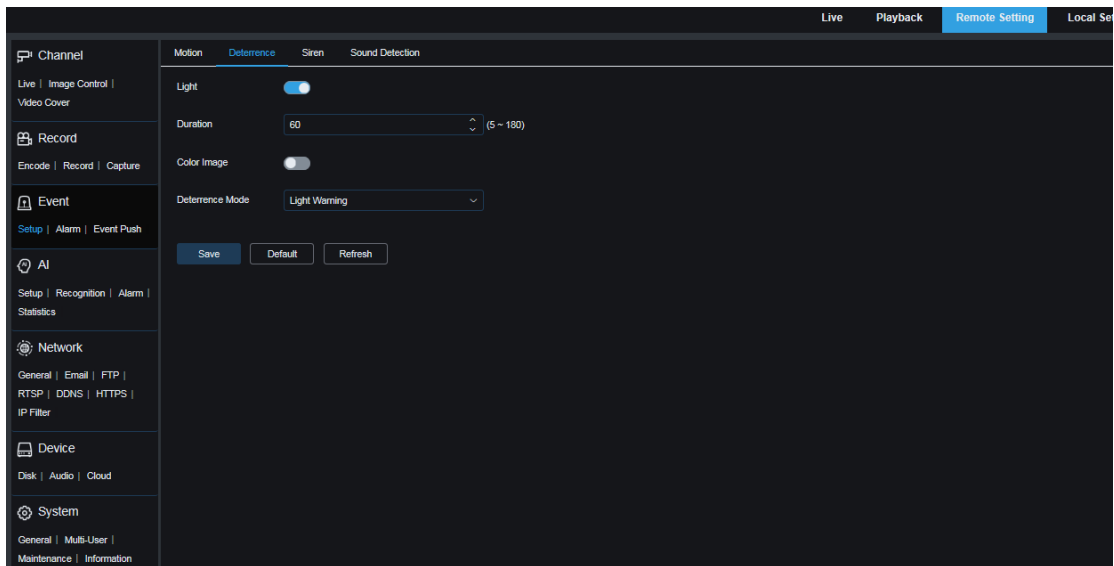 Live Playback Remote Setting Local Set
Channel
Live | Image Control |
Video Cover
Record
Encode | Record | Capture
Event
Setup | Alarm | Event Push
AI
Setup | Recognition | Alarm |
Statistics
Network
General | Email | FTP |
RTSP | DDNS | HTTPS |
IP Filter
Device
Disk | Audio | Cloud
System
General | Multi-User |
Maintenance | Information
Motion Deterrence Siren Sound Detection
Light
Duration 60 (5 ~ 180)
Color Image
Deterrence Mode Light Warning
Save Default Refresh